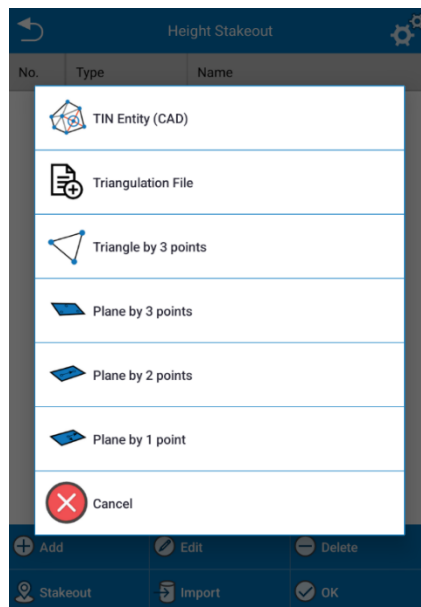 Height Stakeout
No. Type Name
TIN Entity (CAD)
Triangulation File
Triangle by 3 points
Plane by 3 points
Plane by 2 points
Plane by 1 point
Cancel
Add Edit Delete
Stakeout Import OK